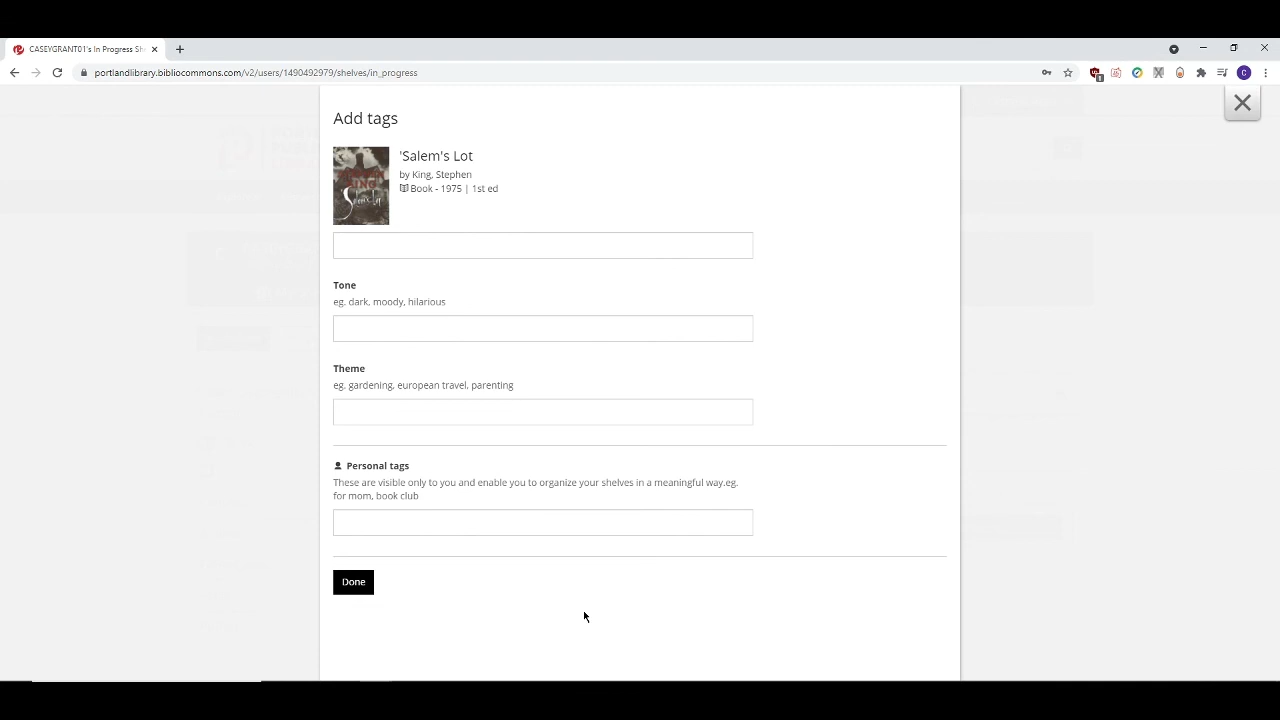 CASEYGRANT01's In Progress Sh
portlandlibrary.bibliocommons.com/v2/users/1490492979/shelves/in_progress
1
C
Add tags
'Salem's Lot
by King, Stephen
Book - 1975 | 1st ed
Tone
eg. dark, moody, hilarious
Theme
eg. gardening, european travel, parenting
Personal tags
These are visible only to you and enable you to organize your shelves in a meaningful way.eg.
for mom, book club
Done